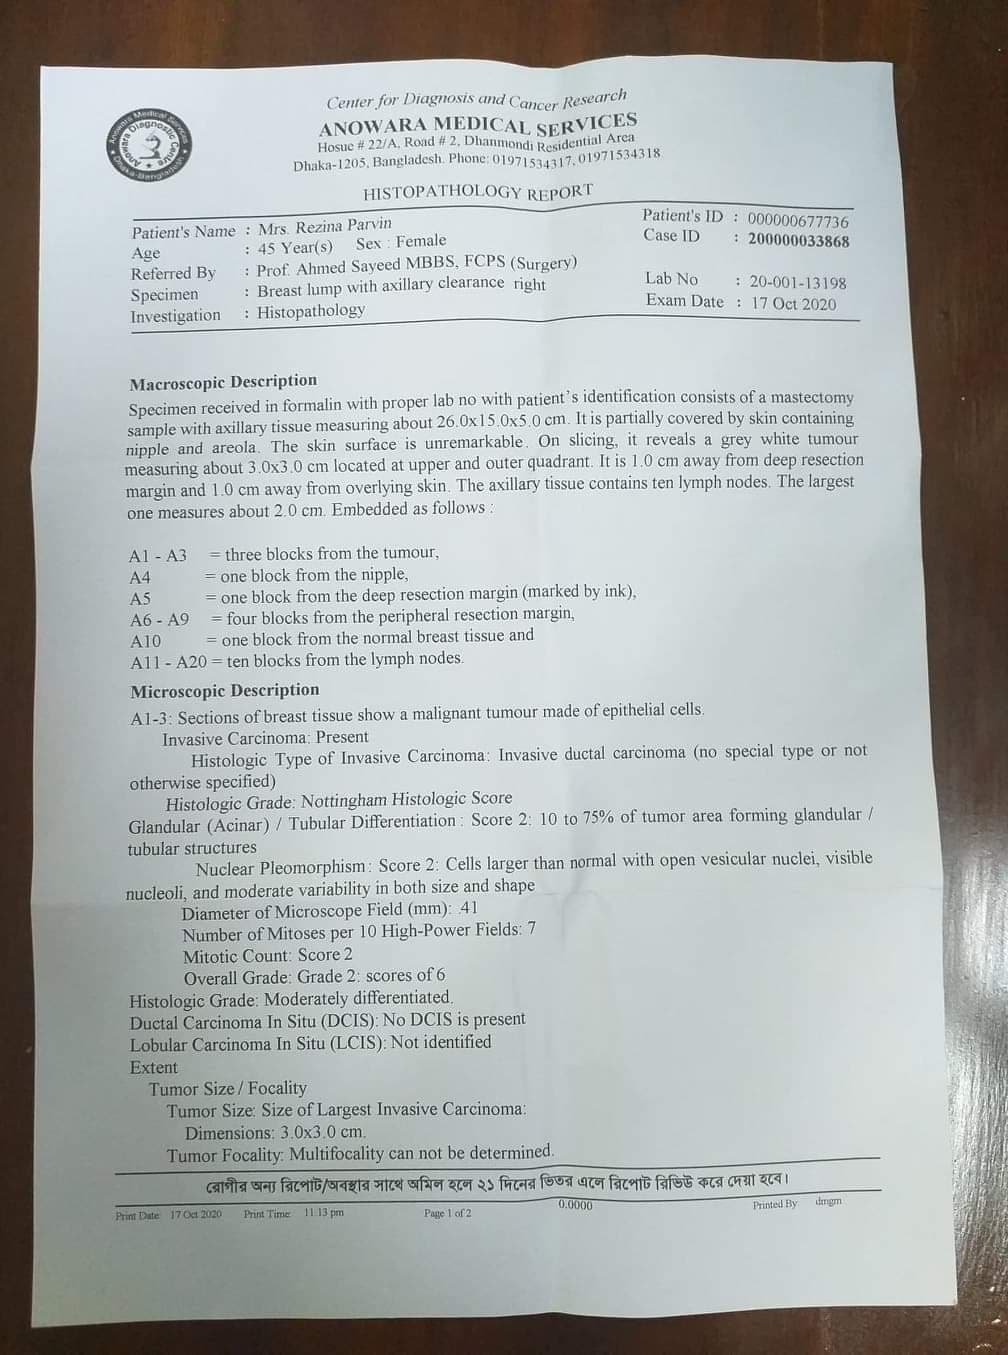 Anowara Medical Services
Anowara Diagnostic Centre
Dhaka-Bangladesh
Center for Diagnosis and Cancer Research
ANOWARA MEDICAL SERVICES
Hosue # 22/A, Road # 2, Dhanmondi Residential Area
Dhaka-1205, Bangladesh. Phone: 01971534317, 01971534318
HISTOPATHOLOGY REPORT
Patient's Name : Mrs. Rezina Parvin Patient's ID : 000000677736
Age : 45 Year(s) Sex : Female Case ID : 200000033868
Referred By : Prof. Ahmed Sayeed MBBS, FCPS (Surgery)
Specimen : Breast lump with axillary clearance right Lab No : 20-001-13198
Investigation : Histopathology Exam Date : 17 Oct 2020
Macroscopic Description
Specimen received in formalin with proper lab no with patient's identification consists of a mastectomy
sample with axillary tissue measuring about 26.0x15.0x5.0 cm. It is partially covered by skin containing
nipple and areola. The skin surface is unremarkable. On slicing, it reveals a grey white tumour
measuring about 3.0x3.0 cm located at upper and outer quadrant. It is 1.0 cm away from deep resection
margin and 1.0 cm away from overlying skin. The axillary tissue contains ten lymph nodes. The largest
one measures about 2.0 cm. Embedded as follows :
A1 - A3 = three blocks from the tumour,
A4 = one block from the nipple,
A5 = one block from the deep resection margin (marked by ink),
A6 - A9 = four blocks from the peripheral resection margin,
A10 = one block from the normal breast tissue and
A11 - A20 = ten blocks from the lymph nodes.
Microscopic Description
A1-3: Sections of breast tissue show a malignant tumour made of epithelial cells.
Invasive Carcinoma: Present
Histologic Type of Invasive Carcinoma: Invasive ductal carcinoma (no special type or not
otherwise specified)
Histologic Grade: Nottingham Histologic Score
Glandular (Acinar) / Tubular Differentiation : Score 2: 10 to 75% of tumor area forming glandular /
tubular structures
Nuclear Pleomorphism : Score 2: Cells larger than normal with open vesicular nuclei, visible
nucleoli, and moderate variability in both size and shape
Diameter of Microscope Field (mm): .41
Number of Mitoses per 10 High-Power Fields: 7
Mitotic Count: Score 2
Overall Grade: Grade 2: scores of 6
Histologic Grade: Moderately differentiated.
Ductal Carcinoma In Situ (DCIS): No DCIS is present
Lobular Carcinoma In Situ (LCIS): Not identified
Extent
Tumor Size / Focality
Tumor Size: Size of Largest Invasive Carcinoma:
Dimensions: 3.0x3.0 cm.
Tumor Focality: Multifocality can not be determined.
রোগীর অন্য রিপোর্ট/অবস্থার সাথে অমিল হলে ২১ দিনের ভিতর এলে রিপোর্ট রিভিউ করে দেয়া হবে।
Print Date: 17 Oct 2020 Print Time: 11:13 pm Page 1 of 2 0.0000 Printed By dmgm